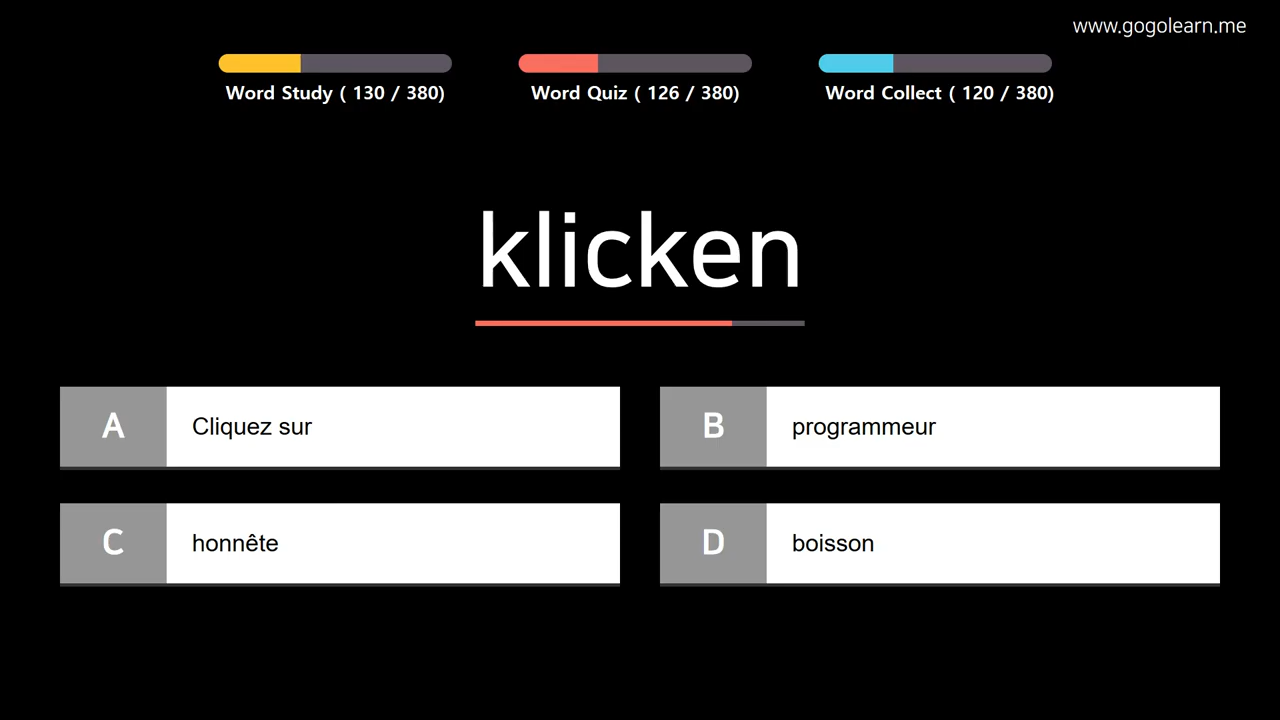 www.gogolearn.me
Word Study ( 130 / 380)
Word Quiz ( 126 / 380)
Word Collect ( 120 / 380)
klicken
A
Cliquez sur
B
programmeur
C
honnête
D
boisson